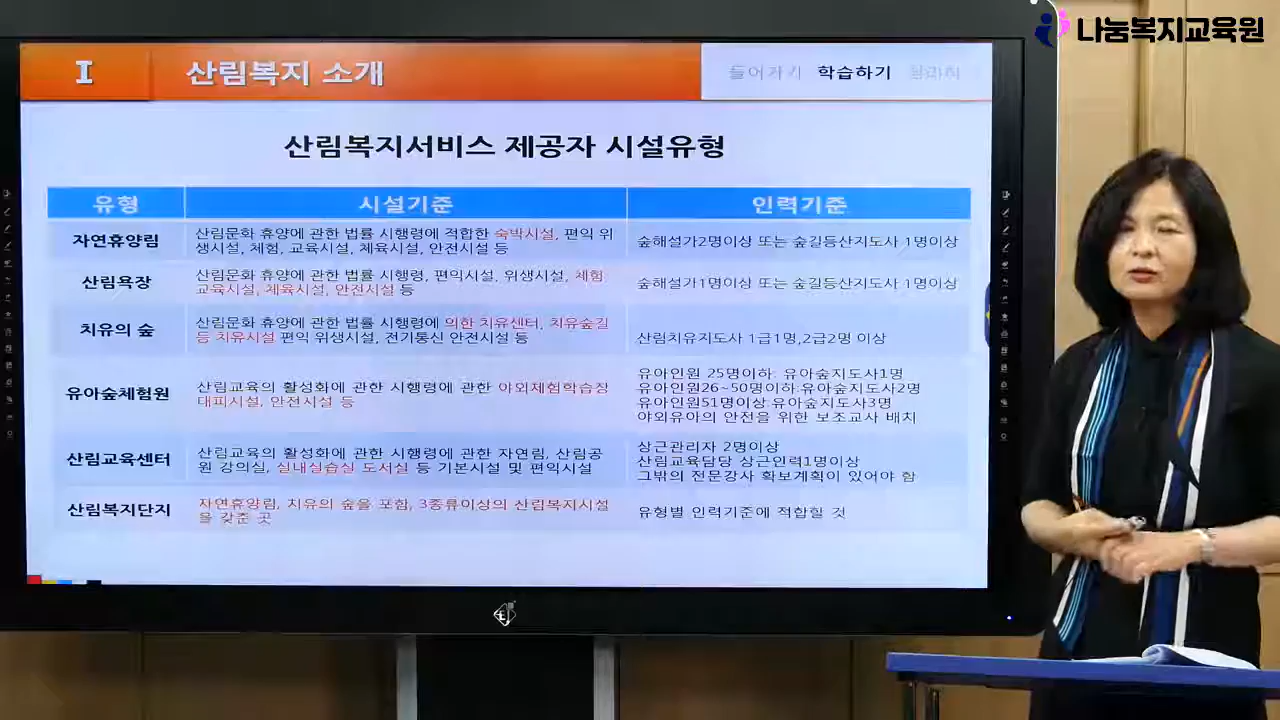 나눔복지교육원
I
산림복지 소개
들어가기 학습하기
산림복지서비스 제공자 시설유형
유형
시설기준
인력기준
자연휴양림
산림문화 휴양에 관한 법률 시행령에 적합한 숙박시설, 편익 위
생시설, 체험, 교육시설, 체육시설, 안전시설 등
숲해설가2명이상 또는 숲길등산지도사 1명이상
산림욕장
산림문화 휴양에 관한 법률 시행령, 편익시설, 위생시설, 체험
교육시설, 체육시설, 안전시설 등
숲해설가1명이상 또는 숲길등산지도사 1명이상
치유의 숲
산림문화 휴양에 관한 법률 시행령에 의한 치유센터, 치유숲길
등 치유시설 편익 위생시설, 전기통신 안전시설 등
산림치유지도사 1급1명,2급2명 이상
유아숲체험원
산림교육의 활성화에 관한 시행령에 관한 야외체험학습장
대피시설, 안전시설 등
유아인원 25명이하: 유아숲지도사1명
유아인원26~50명이하:유아숲지도사2명
유아인원51명이상:유아숲지도사3명
야외유아의 안전을 위한 보조교사 배치
산림교육센터
산림교육의 활성화에 관한 시행령에 관한 자연림, 산림공
원 강의실, 실내실습실 도서실 등 기본시설 및 편익시설
상근관리자 2명이상
산림교육담당 상근인력1명이상
그밖의 전문강사 확보계획이 있어야 함
산림복지단지
자연휴양림, 치유의 숲을 포함, 3종류이상의 산림복지시설
을 갖춘 곳
유형별 인력기준에 적합할 것